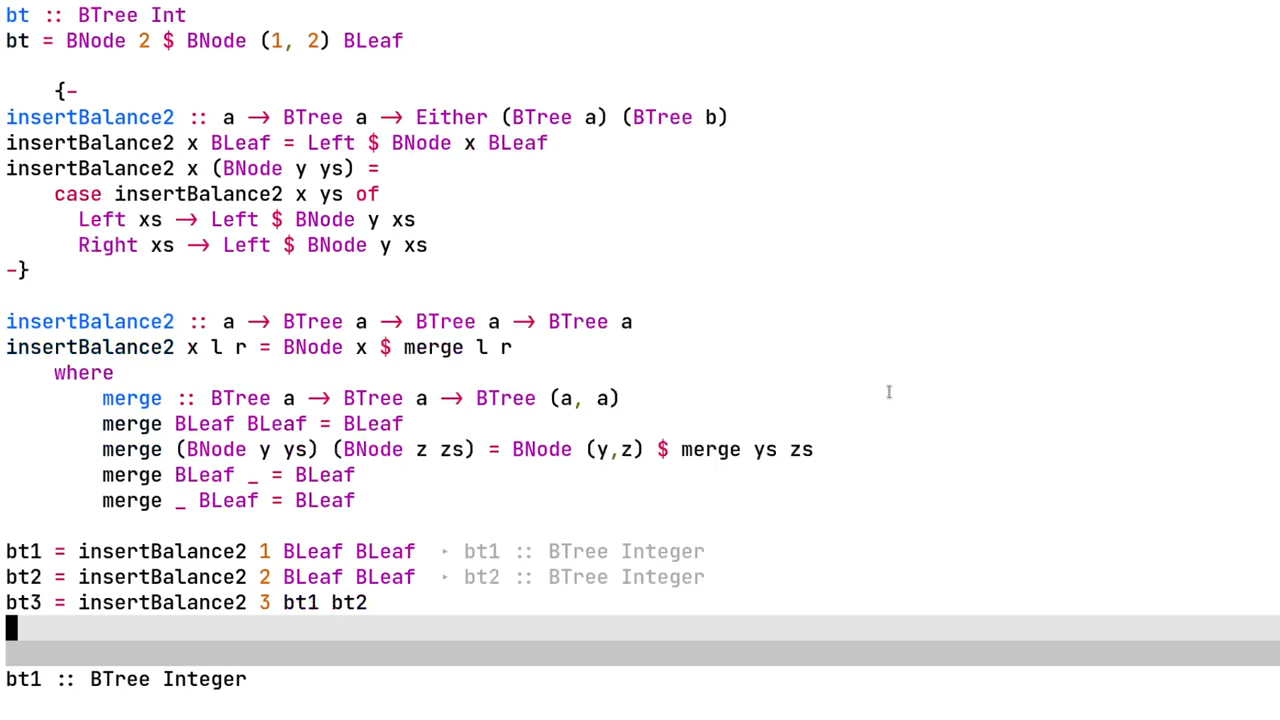 bt :: BTree Int
bt = BNode 2 $ BNode (1, 2) BLeaf
{-
insertBalance2 :: a -> BTree a -> Either (BTree a) (BTree b)
insertBalance2 x BLeaf = Left $ BNode x BLeaf
insertBalance2 x (BNode y ys) =
case insertBalance2 x ys of
Left xs -> Left $ BNode y xs
Right xs -> Left $ BNode y xs
-}
insertBalance2 :: a -> BTree a -> BTree a -> BTree a
insertBalance2 x l r = BNode x $ merge l r
where
merge :: BTree a -> BTree a -> BTree (a, a)
merge BLeaf BLeaf = BLeaf
merge (BNode y ys) (BNode z zs) = BNode (y,z) $ merge ys zs
merge BLeaf _ = BLeaf
merge _ BLeaf = BLeaf
bt1 = insertBalance2 1 BLeaf BLeaf ‣ bt1 :: BTree Integer
bt2 = insertBalance2 2 BLeaf BLeaf ‣ bt2 :: BTree Integer
bt3 = insertBalance2 3 bt1 bt2
bt1 :: BTree Integer